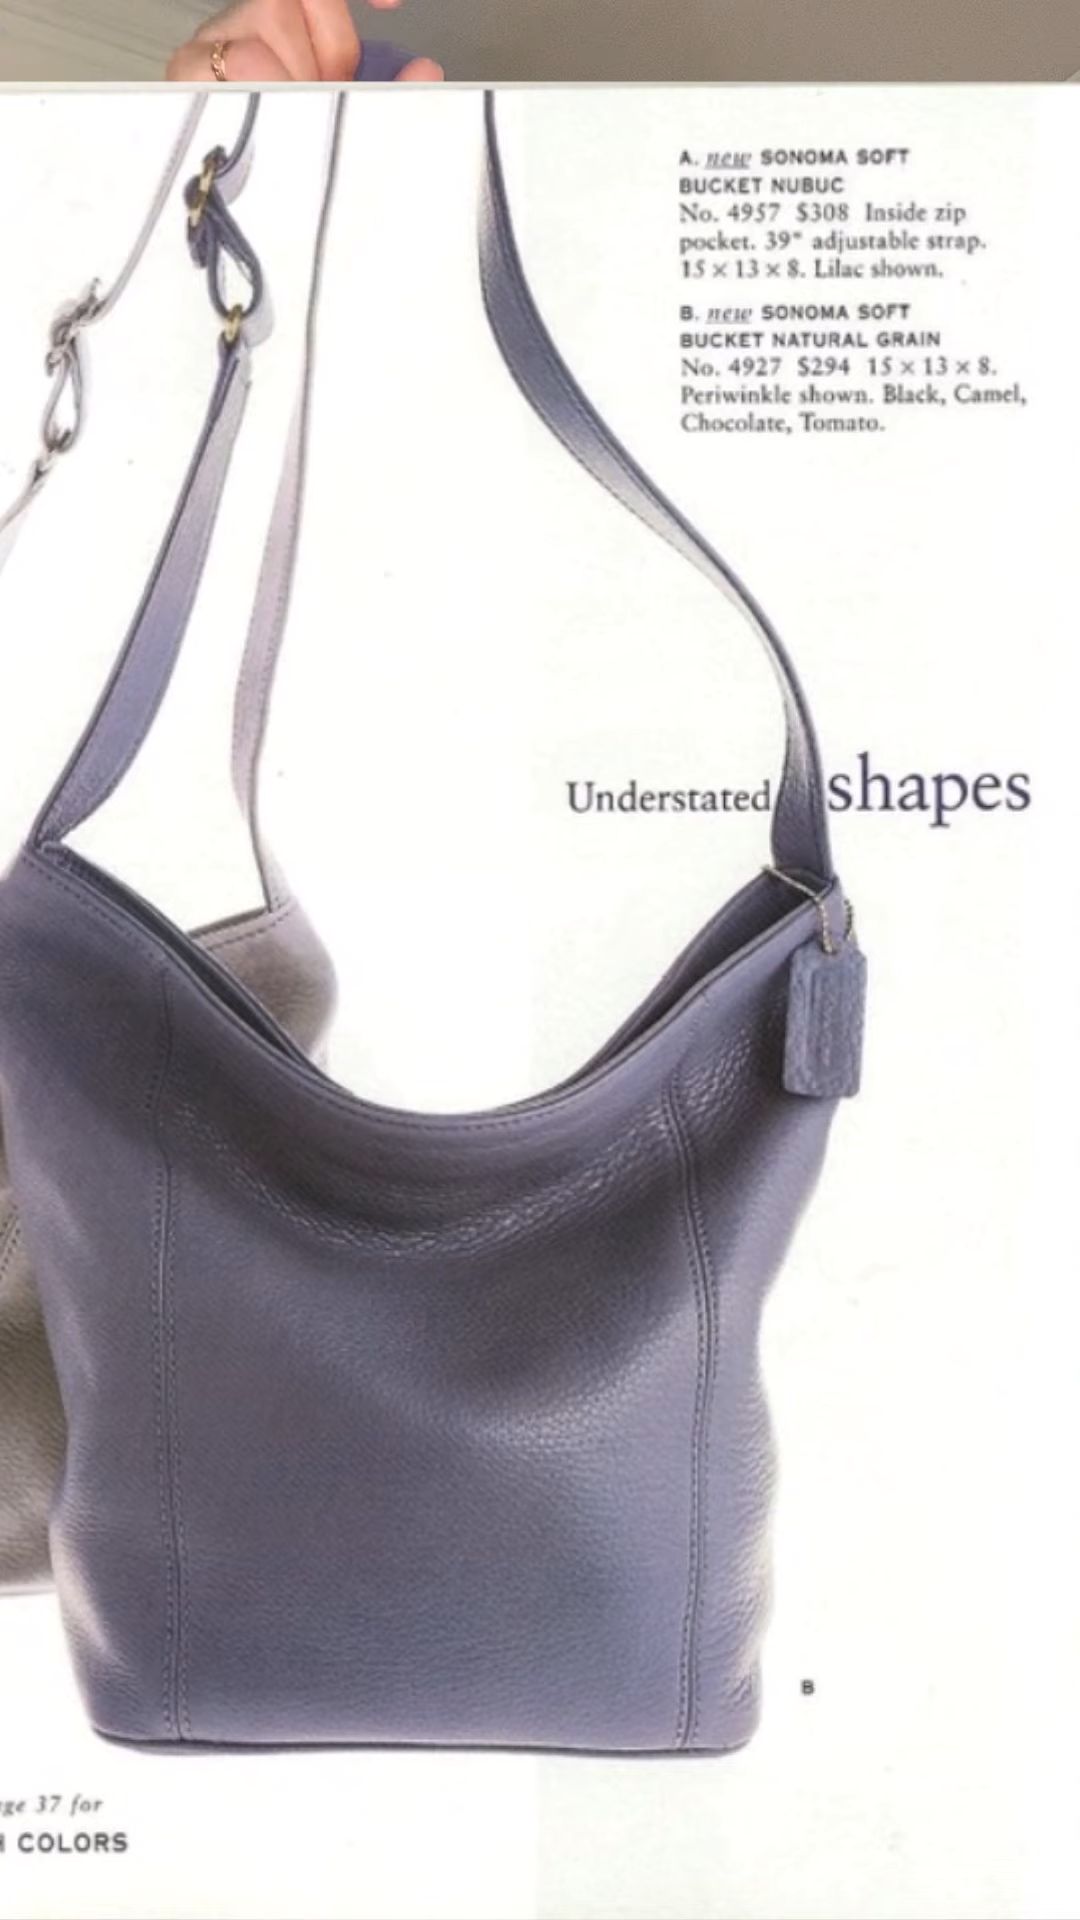 A. new SONOMA SOFT
BUCKET NUBUC
No. 4957 $308 Inside zip
pocket. 39" adjustable strap.
15 × 13 × 8. Lilac shown.
B. new SONOMA SOFT
BUCKET NATURAL GRAIN
No. 4927 $294 15 × 13 × 8.
Periwinkle shown. Black, Camel,
Chocolate, Tomato.
Understated shapes
B
ge 37 for
COLORS